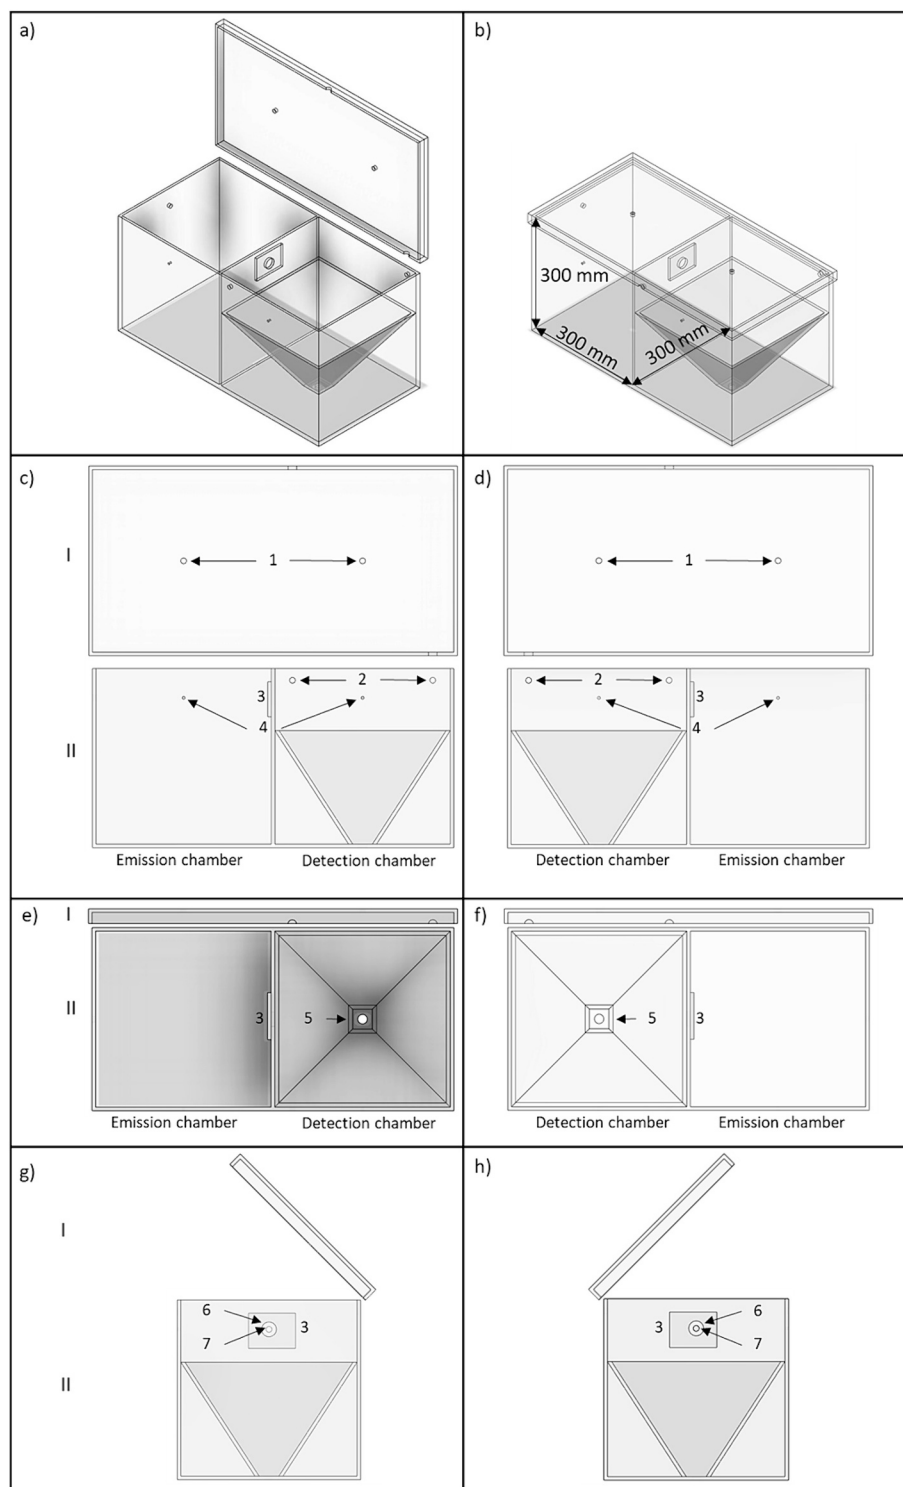 a)
b)
300 mm
300 mm
300 mm
c)
d)
I
1
1
2
2
3
3
4
4
II
Emission chamber
Detection chamber
Detection chamber
Emission chamber
e)
I
f)
II
3
5
5
3
Emission chamber
Detection chamber
Detection chamber
Emission chamber
g)
h)
I
6
3
7
3
6
7
II